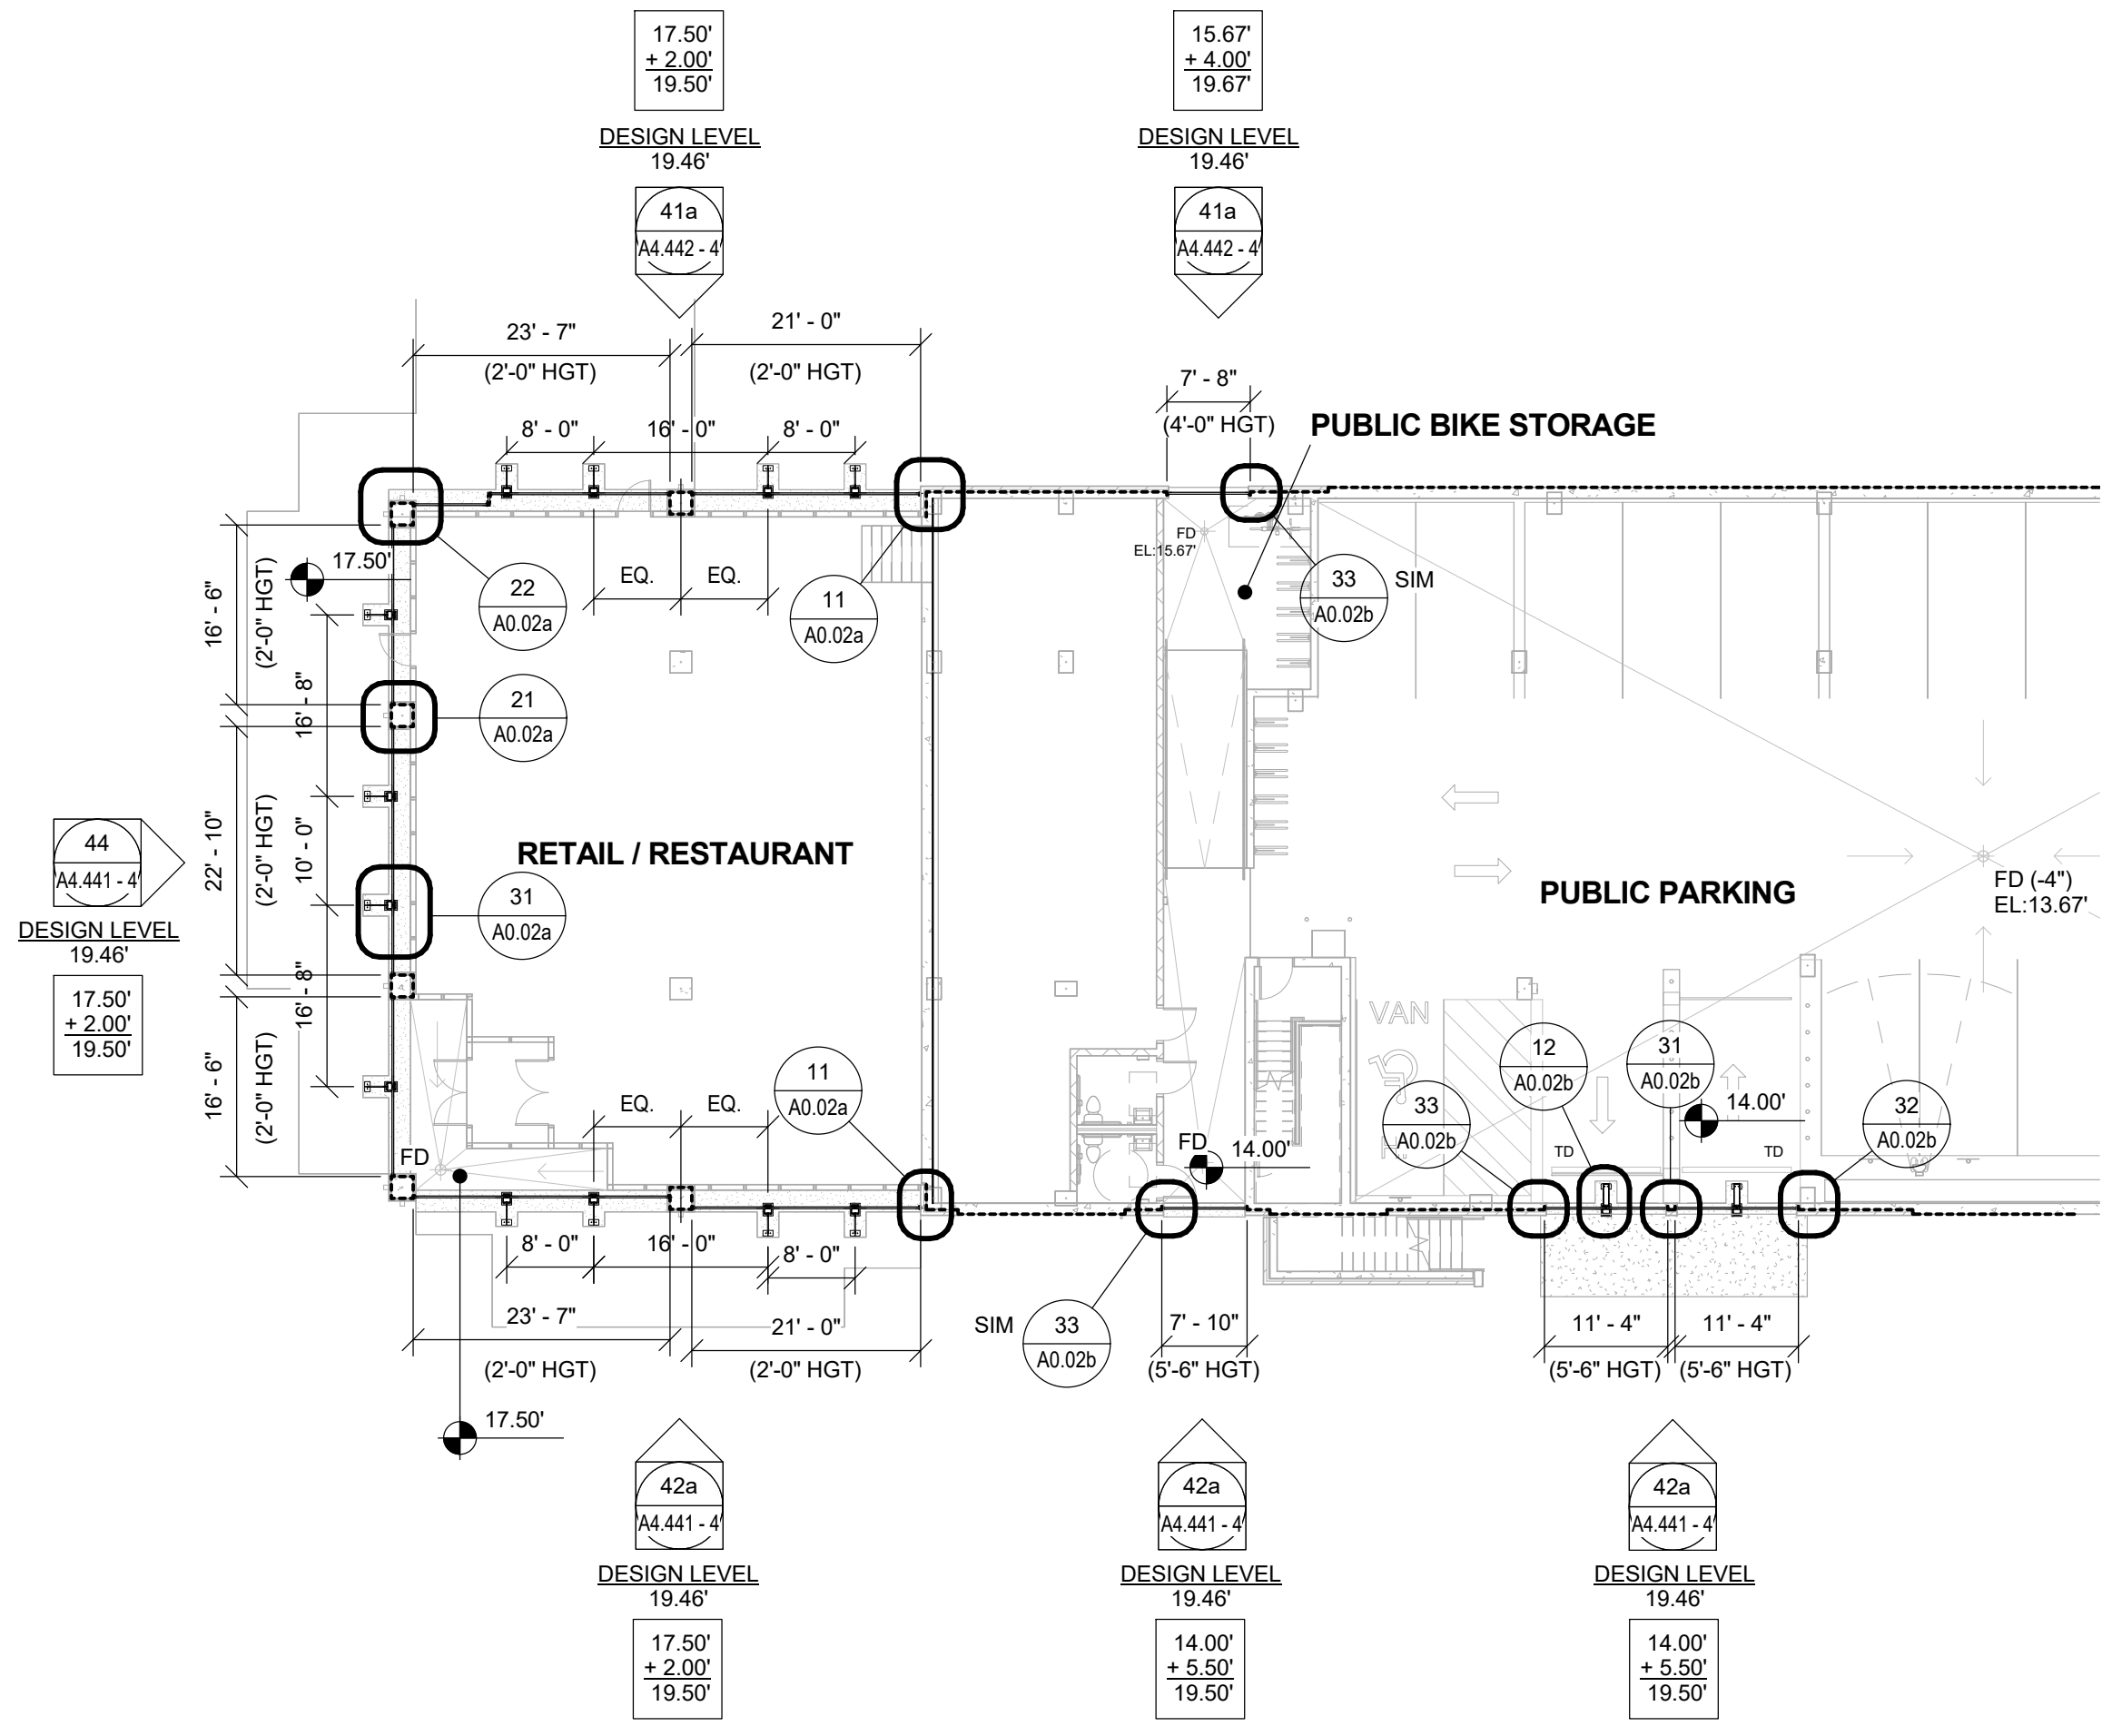 17.50'
+ 2.00'
19.50'
DESIGN LEVEL
19.46'
41a
A4.442 - 4
15.67'
+ 4.00'
19.67'
DESIGN LEVEL
19.46'
41a
A4.442 - 4
23' - 7"
(2'-0" HGT)
21' - 0"
(2'-0" HGT)
7' - 8"
(4'-0" HGT)
PUBLIC BIKE STORAGE
8' - 0"
16' - 0"
8' - 0"
FD
EL:15.67'
17.50'
EQ.
EQ.
22
A0.02a
11
A0.02a
33
A0.02b
SIM
16' - 6"
(2'-0" HGT)
16' - 8"
21
A0.02a
44
A4.441 - 4
DESIGN LEVEL
19.46'
17.50'
+ 2.00'
19.50'
22' - 10"
(2'-0" HGT)
10' - 0"
RETAIL / RESTAURANT
31
A0.02a
PUBLIC PARKING
FD (-4")
EL:13.67'
16' - 8"
16' - 6"
(2'-0" HGT)
VAN
12
A0.02b
31
A0.02b
14.00'
32
A0.02b
33
A0.02b
TD
TD
11
A0.02a
EQ.
EQ.
FD
FD
14.00'
8' - 0"
16' - 0"
8' - 0"
23' - 7"
(2'-0" HGT)
21' - 0"
(2'-0" HGT)
SIM
33
A0.02b
7' - 10"
(5'-6" HGT)
11' - 4"
(5'-6" HGT)
11' - 4"
(5'-6" HGT)
17.50'
42a
A4.441 - 4
DESIGN LEVEL
19.46'
17.50'
+ 2.00'
19.50'
42a
A4.441 - 4
DESIGN LEVEL
19.46'
14.00'
+ 5.50'
19.50'
42a
A4.441 - 4
DESIGN LEVEL
19.46'
14.00'
+ 5.50'
19.50'